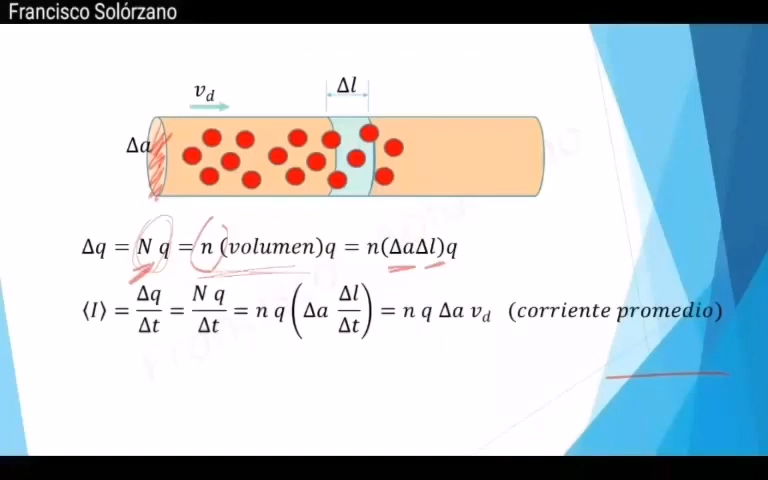 Francisco Solórzano
v_d
Δl
Δa
Δq = N q = n (volumen)q = n(ΔaΔl)q
⟨I⟩ = Δq/Δt = N q/Δt = n q (Δa Δl/Δt) = n q Δa v_d (corriente promedio)